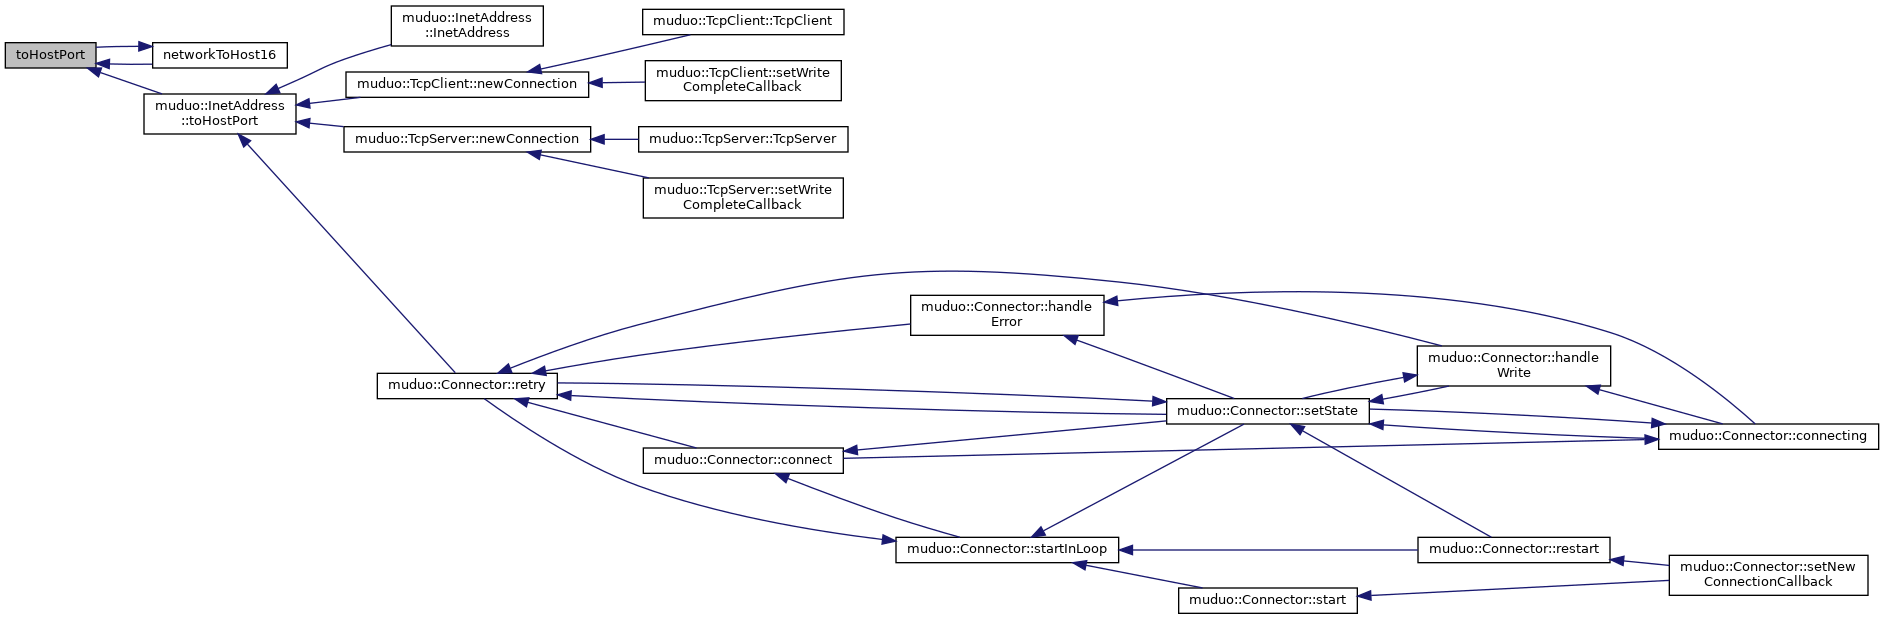 muduo::InetAddress
::InetAddress
muduo::TcpClient::TcpClient
toHostPort
networkToHost16
muduo::TcpClient::newConnection
muduo::TcpClient::setWrite
CompleteCallback
muduo::InetAddress
::toHostPort
muduo::TcpServer::newConnection
muduo::TcpServer::TcpServer
muduo::TcpServer::setWrite
CompleteCallback
muduo::Connector::handle
Error
muduo::Connector::handle
Write
muduo::Connector::retry
muduo::Connector::setState
muduo::Connector::connecting
muduo::Connector::connect
muduo::Connector::startInLoop
muduo::Connector::restart
muduo::Connector::setNew
ConnectionCallback
muduo::Connector::start